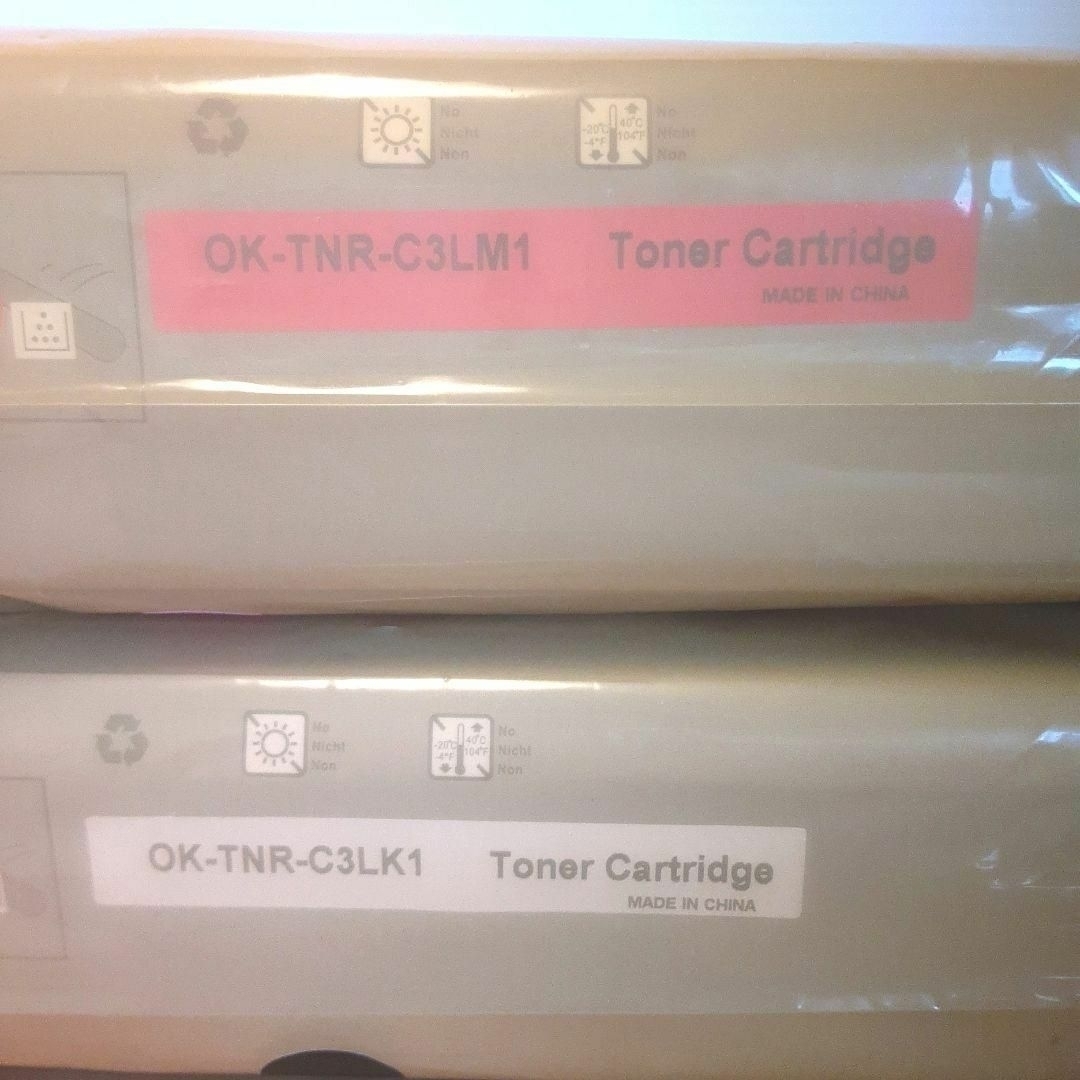 No
Nicht
Non
-20°C 40°C
-4°F 104°F
No
Nicht
Non
OK-TNR-C3LM1 Toner Cartridge
MADE IN CHINA
No
Nicht
Non
-20°C 40°C
-4°F 104°F
No
Nicht
Non
OK-TNR-C3LK1 Toner Cartridge
MADE IN CHINA